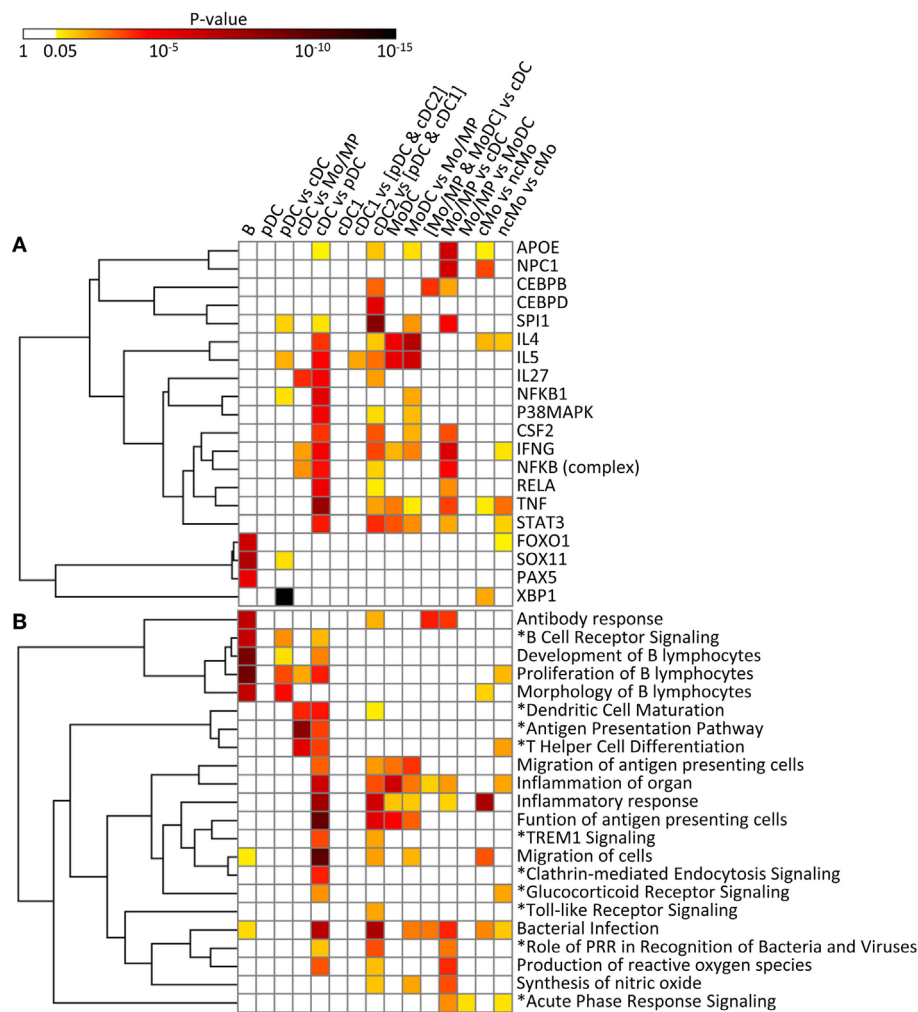 P-value
1 0.05 10-5 10-10 10-15
B
pDC
pDC vs cDC
cDC vs Mo/MP
cDC vs pDC
cDC1
cDC1 vs [pDC & cDC2]
cDC2 vs [pDC & cDC1]
MoDC
MoDC vs Mo/MP
[Mo/MP & MoDC] vs cDC
Mo/MP vs cDC
Mo/MP vs MoDC
cMo vs ncMo
ncMo vs cMo
A
APOE
NPC1
CEBPB
CEBPD
SPI1
IL4
IL5
IL27
NFKB1
P38MAPK
CSF2
IFNG
NFKB (complex)
RELA
TNF
STAT3
FOXO1
SOX11
PAX5
XBP1
B
Antibody response
*B Cell Receptor Signaling
Development of B lymphocytes
Proliferation of B lymphocytes
Morphology of B lymphocytes
*Dendritic Cell Maturation
*Antigen Presentation Pathway
*T Helper Cell Differentiation
Migration of antigen presenting cells
Inflammation of organ
Inflammatory response
Funtion of antigen presenting cells
*TREM1 Signaling
Migration of cells
*Clathrin-mediated Endocytosis Signaling
*Glucocorticoid Receptor Signaling
*Toll-like Receptor Signaling
Bacterial Infection
*Role of PRR in Recognition of Bacteria and Viruses
Production of reactive oxygen species
Synthesis of nitric oxide
*Acute Phase Response Signaling